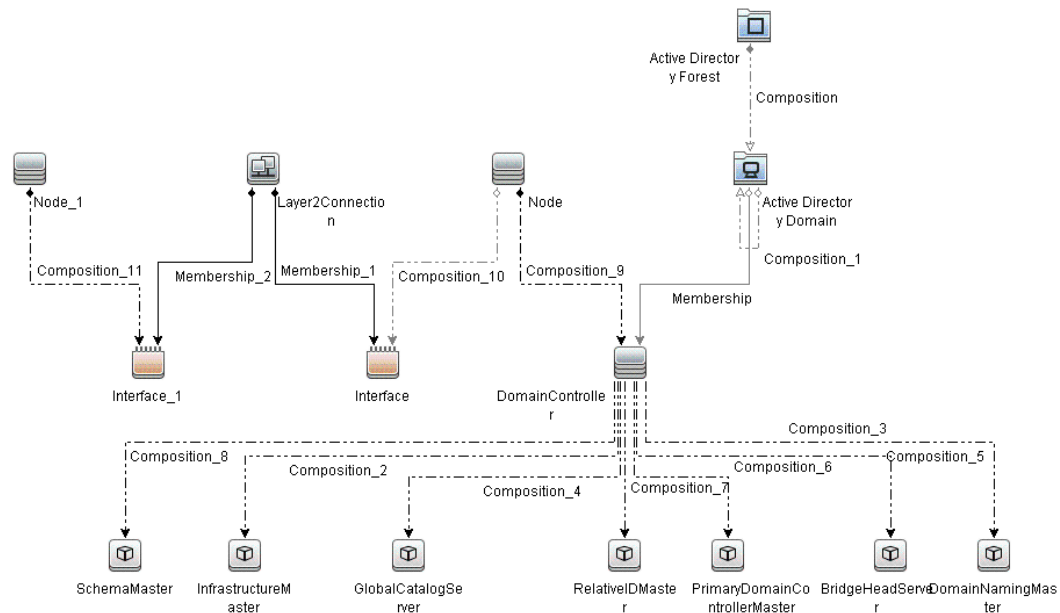 Active Director
y Forest
Composition
Node_1
Layer2Connectio
n
Node
Active Director
y Domain
Composition_11
Membership_2
Membership_1
Composition_10
Composition_9
Composition_1
Membership
Interface_1
Interface
DomainControlle
r
Composition_3
Composition_8
Composition_2
Composition_4
Composition_7
Composition_6
Composition_5
SchemaMaster
InfrastructureM
aster
GlobalCatalogSe
rver
RelativeIDMaste
r
PrimaryDomainCo
ntrollerMaster
BridgeHeadServe
r
DomainNamingMas
ter